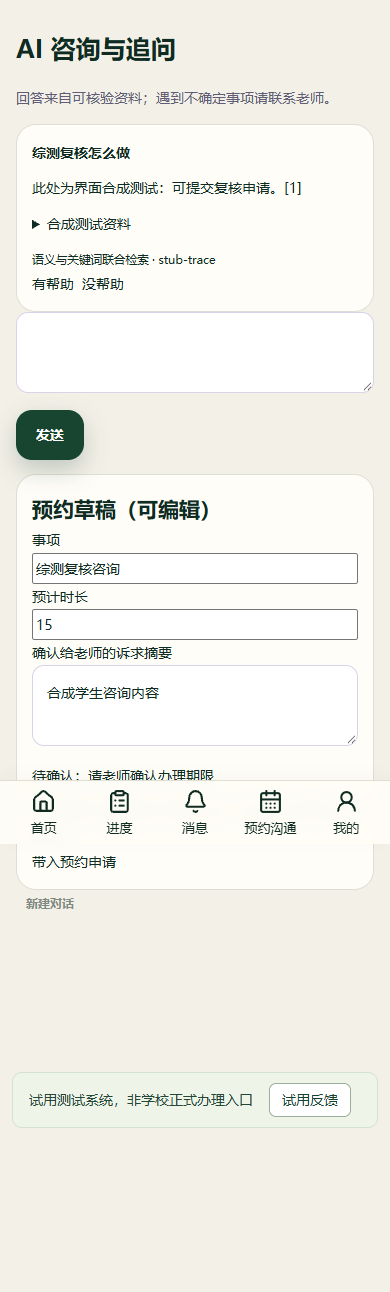 AI 咨询与追问
回答来自可核验资料；遇到不确定事项请联系老师。
综测复核怎么做
此处为界面合成测试：可提交复核申请。[1]
▶ 合成测试资料
语义与关键词联合检索 · stub-trace
有帮助 没帮助
发送
预约草稿（可编辑）
事项
综测复核咨询
预计时长
15
确认给老师的诉求摘要
合成学生咨询内容
待确认：请老师确认办理期限
首页 进度 消息 预约沟通 我的
带入预约申请
新建对话
试用测试系统，非学校正式办理入口 试用反馈